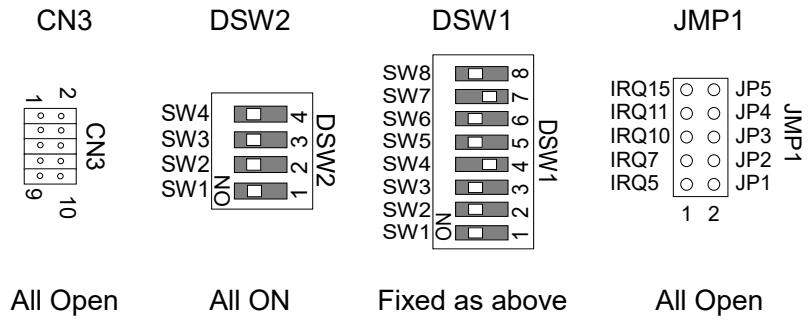 CN3
DSW2
DSW1
JMP1
1 2
CN3
9 10
SW4 4
SW3 3
SW2 2
SW1 1
ON
DSW2
SW8 8
SW7 7
SW6 6
SW5 5
SW4 4
SW3 3
SW2 2
SW1 1
ON
DSW1
IRQ15 JP5
IRQ11 JP4
IRQ10 JP3
IRQ7 JP2
IRQ5 JP1
1 2
JMP1
All Open
All ON
Fixed as above
All Open